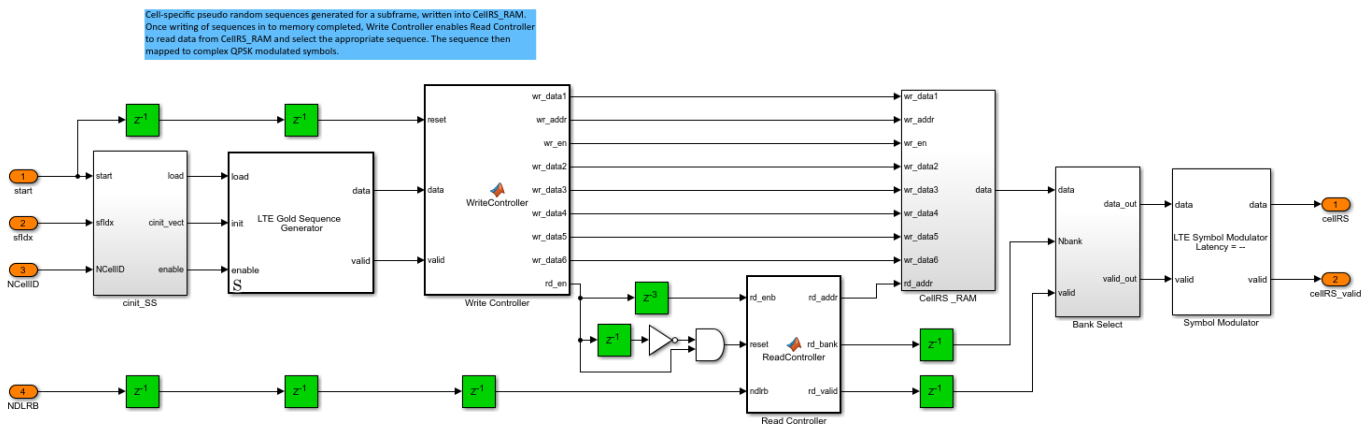 Cell-specific pseudo random sequences generated for a subframe, written into CellRS_RAM.
Once writing of sequences in to memory completed, Write Controller enables Read Controller
to read data from CellRS_RAM and select the appropriate sequence. The sequence then
mapped to complex QPSK modulated symbols.
z-1
z-1
1
start
2
sfIdx
3
NCellID
start
sfIdx
NCellID
load
cinit_vect
enable
cinit_SS
load
init
enable
LTE Gold Sequence
Generator
data
valid
S
reset
data
valid
WriteController
wr_data1
wr_addr
wr_en
wr_data2
wr_data3
wr_data4
wr_data5
wr_data6
rd_en
Write Controller
wr_data1
wr_addr
wr_en
wr_data2
wr_data3
wr_data4
wr_data5
wr_data6
rd_addr
data
CellRS _RAM
z-3
z-1
rd_enb
reset
ndlrb
ReadController
rd_addr
rd_bank
rd_valid
Read Controller
z-1
z-1
data
Nbank
valid
data_out
valid_out
Bank Select
data
valid
LTE Symbol Modulator
Latency = --
data
valid
Symbol Modulator
1
cellRS
2
cellRS_valid
4
NDLRB
z-1
z-1
z-1